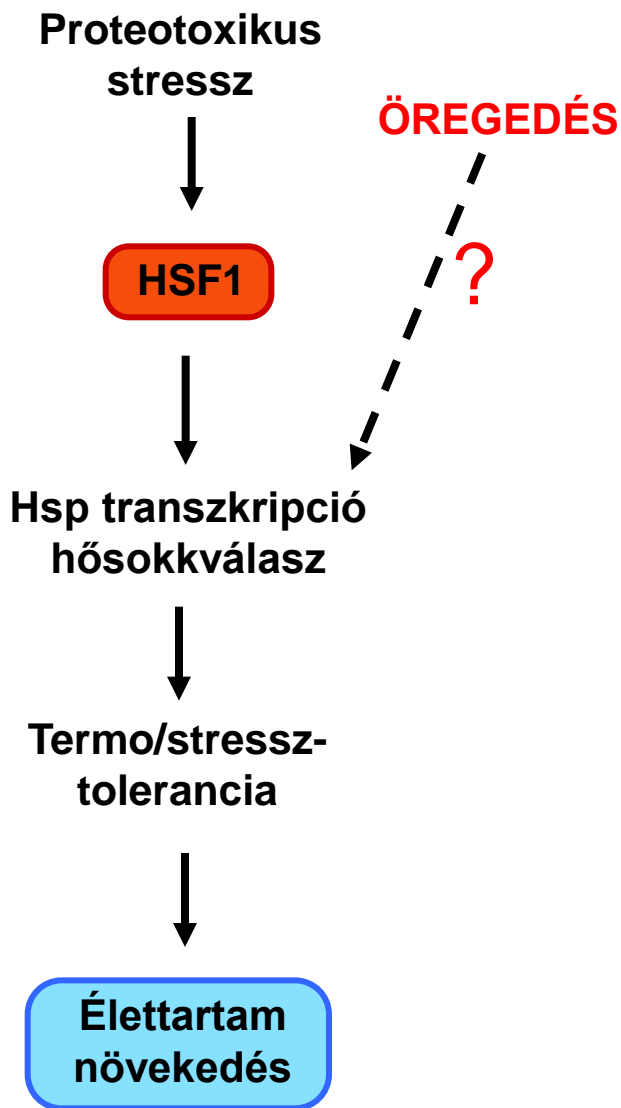 Proteotoxikus
stressz
ÖREGEDÉS
?
HSF1
Hsp transzkripció
hősokkválasz
Termo/stressz-
tolerancia
Élettartam
növekedés